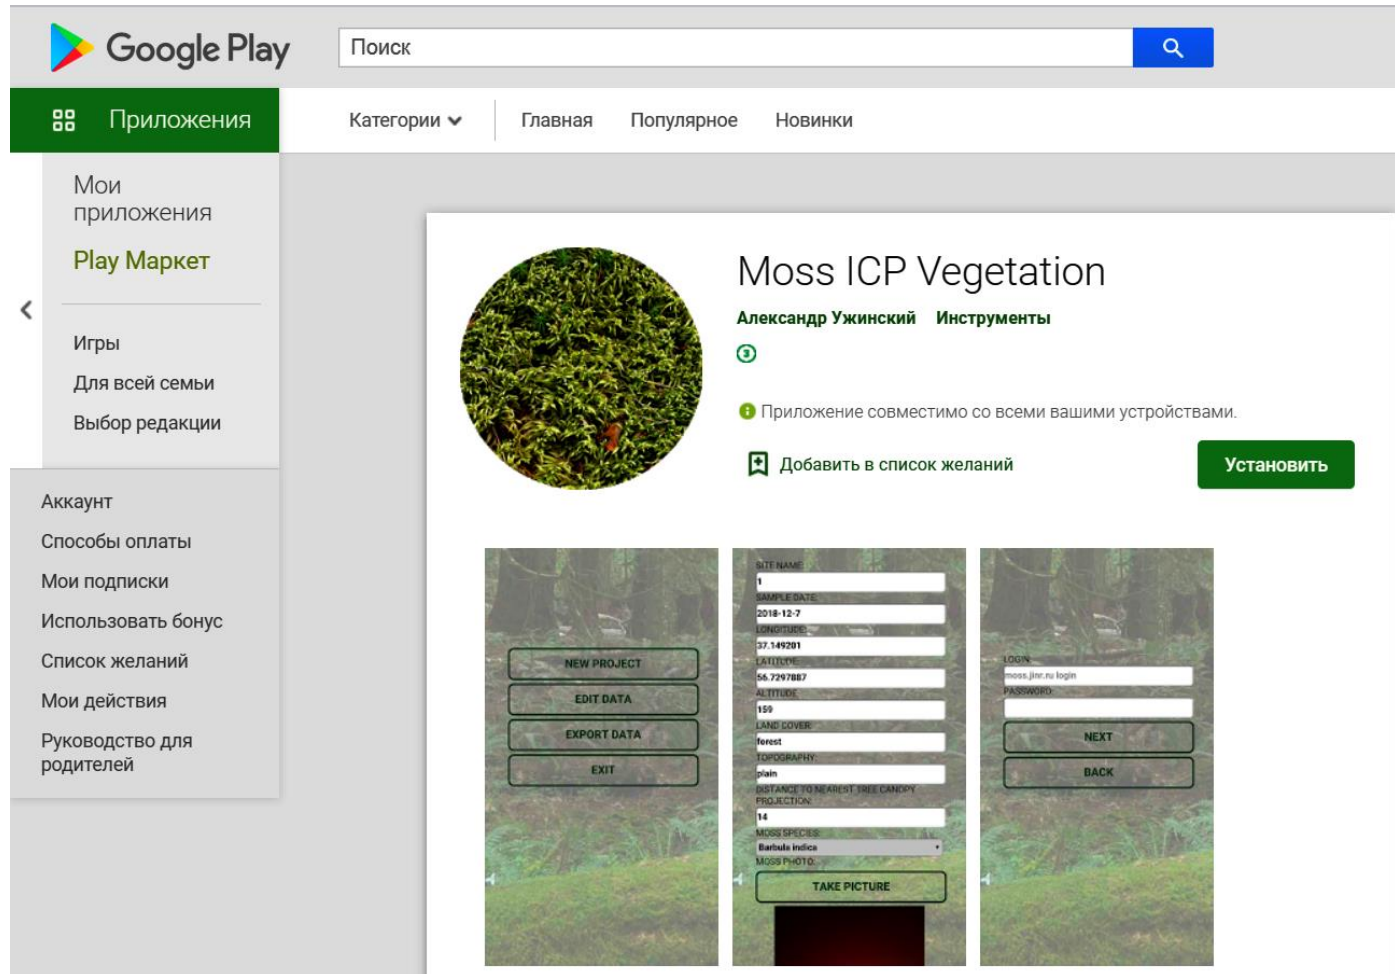 Google Play
Поиск
Приложения
Категории
Главная
Популярное
Новинки
Мои
приложения
Play Маркет
Игры
Для всей семьи
Выбор редакции
Аккаунт
Способы оплаты
Мои подписки
Использовать бонус
Список желаний
Мои действия
Руководство для
родителей
Moss ICP Vegetation
Александр Ужинский Инструменты
3
Приложение совместимо со всеми вашими устройствами.
Добавить в список желаний
Установить
NEW PROJECT
EDIT DATA
EXPORT DATA
EXIT
SITE NAME:
1
SAMPLE DATE:
2018-12-7
LONGITUDE:
37.149201
LATITUDE:
56.7297887
ALTITUDE
159
LAND COVER:
forest
TOPOGRAPHY:
plain
DISTANCE TO NEAREST TREE CANOPY
PROJECTION:
14
MOSS SPECIES:
Barbula indica
MOSS PHOTO:
TAKE PICTURE
LOGIN:
moss.jinr.ru login
PASSWORD:
NEXT
BACK